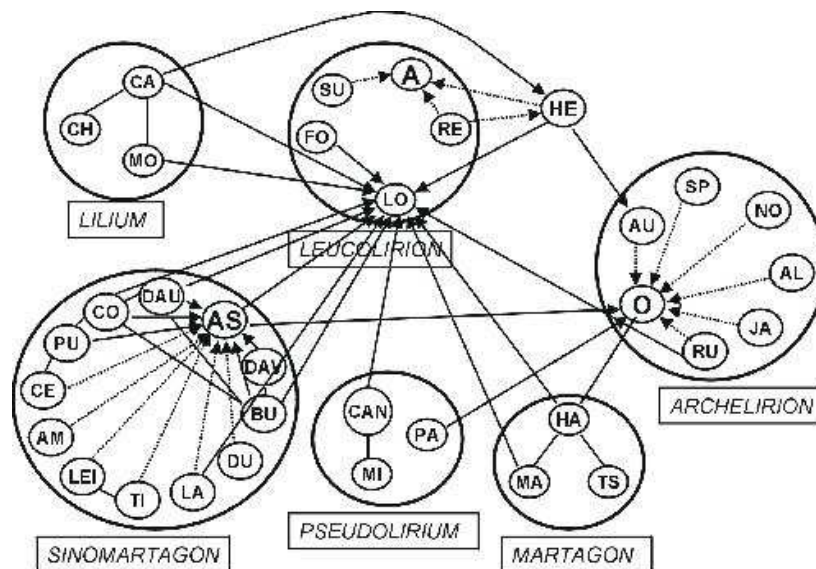 CA
CH
MO
LILIUM
SU
A
RE
FO
LO
LEUCOLIRION
HE
SP
NO
AU
AL
O
JA
RU
ARCHELIRION
DAU
CO
AS
PU
DAV
CE
BU
AM
DU
LEI
LA
TI
SINOMARTAGON
CAN
PA
MI
PSEUDOLIRIUM
HA
MA
TS
MARTAGON